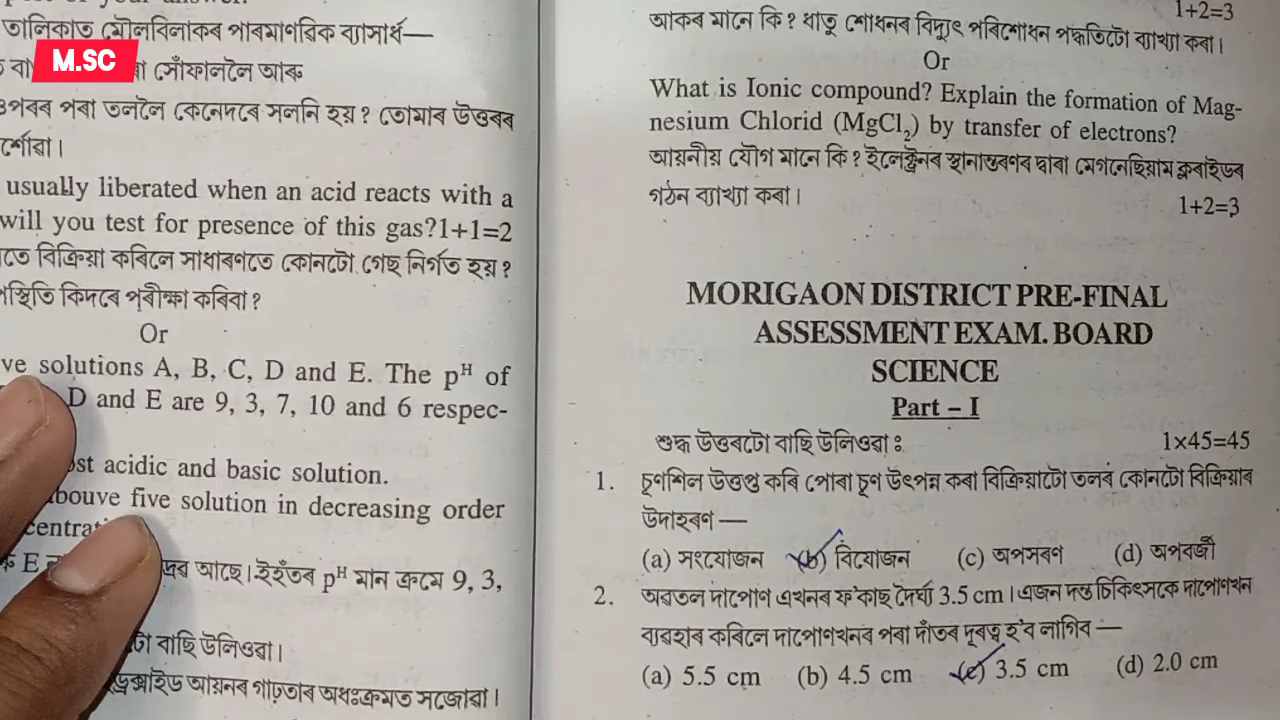 M.SC
তালিকাত মৌলবিলাকৰ পাৰমাণৱিক ব্যাসাৰ্ধ—
সোঁফাললৈ আৰু
ওপৰৰ পৰা তললৈ কেনেদৰে সলনি হয়? তোমাৰ উত্তৰৰ
দৰ্শোৱা।
usually liberated when an acid reacts with a
will you test for presence of this gas?1+1=2
বিক্ৰিয়া কৰিলে সাধাৰণতে কোনটো গেছ নিৰ্গত হয়?
কিদৰে পৰীক্ষা কৰিবা?
Or
ve solutions A, B, C, D and E. The pᴴ of
D and E are 9, 3, 7, 10 and 6 respec-
ost acidic and basic solution.
bouve five solution in decreasing order
দ্ৰৱ আছে। ইহঁতৰ pᴴ মান ক্ৰমে 9, 3,
টো বাছি উলিওৱা।
আয়নৰ গাঢ়তাৰ অধঃক্ৰমত সজোৱা।
1+2=3
আকৰ মানে কি? ধাতু শোধনৰ বিদ্যুৎ পৰিশোধন পদ্ধতিটো ব্যাখ্যা কৰা।
Or
What is Ionic compound? Explain the formation of Mag-
nesium Chlorid (MgCl₂) by transfer of electrons?
আয়নীয় যৌগ মানে কি? ইলেক্ট্ৰনৰ স্থানান্তৰণৰ দ্বাৰা মেগনেছিয়াম ক্লৰাইডৰ
গঠন ব্যাখ্যা কৰা।
1+2=3
MORIGAON DISTRICT PRE-FINAL
ASSESSMENT EXAM. BOARD
SCIENCE
Part – I
শুদ্ধ উত্তৰটো বাছি উলিওৱা ঃ 1×45=45
1. চূণশিল উত্তপ্ত কৰি পোৰা চূণ উৎপন্ন কৰা বিক্ৰিয়াটো তলৰ কোনটো বিক্ৰিয়াৰ
উদাহৰণ —
(a) সংযোজন (b) বিয়োজন (c) অপসৰণ (d) অপবৰ্জী
2. অৱতল দাপোণ এখনৰ ফ'কাছ দৈৰ্ঘ্য 3.5 cm। এজন দন্ত চিকিৎসকে দাপোণখন
ব্যৱহাৰ কৰিলে দাপোণখনৰ পৰা দাঁতৰ দূৰত্ব হ'ব লাগিব —
(a) 5.5 cm (b) 4.5 cm (c) 3.5 cm (d) 2.0 cm